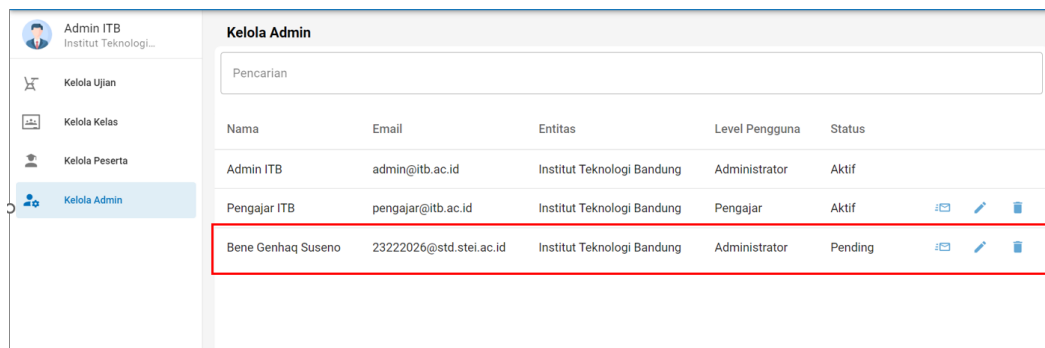 Admin ITB
Institut Teknologi...
Kelola Ujian
Kelola Kelas
Kelola Peserta
Kelola Admin
Kelola Admin
Pencarian
Nama Email Entitas Level Pengguna Status
Admin ITB admin@itb.ac.id Institut Teknologi Bandung Administrator Aktif
Pengajar ITB pengajar@itb.ac.id Institut Teknologi Bandung Pengajar Aktif
Bene Genhaq Suseno 23222026@std.stei.ac.id Institut Teknologi Bandung Administrator Pending